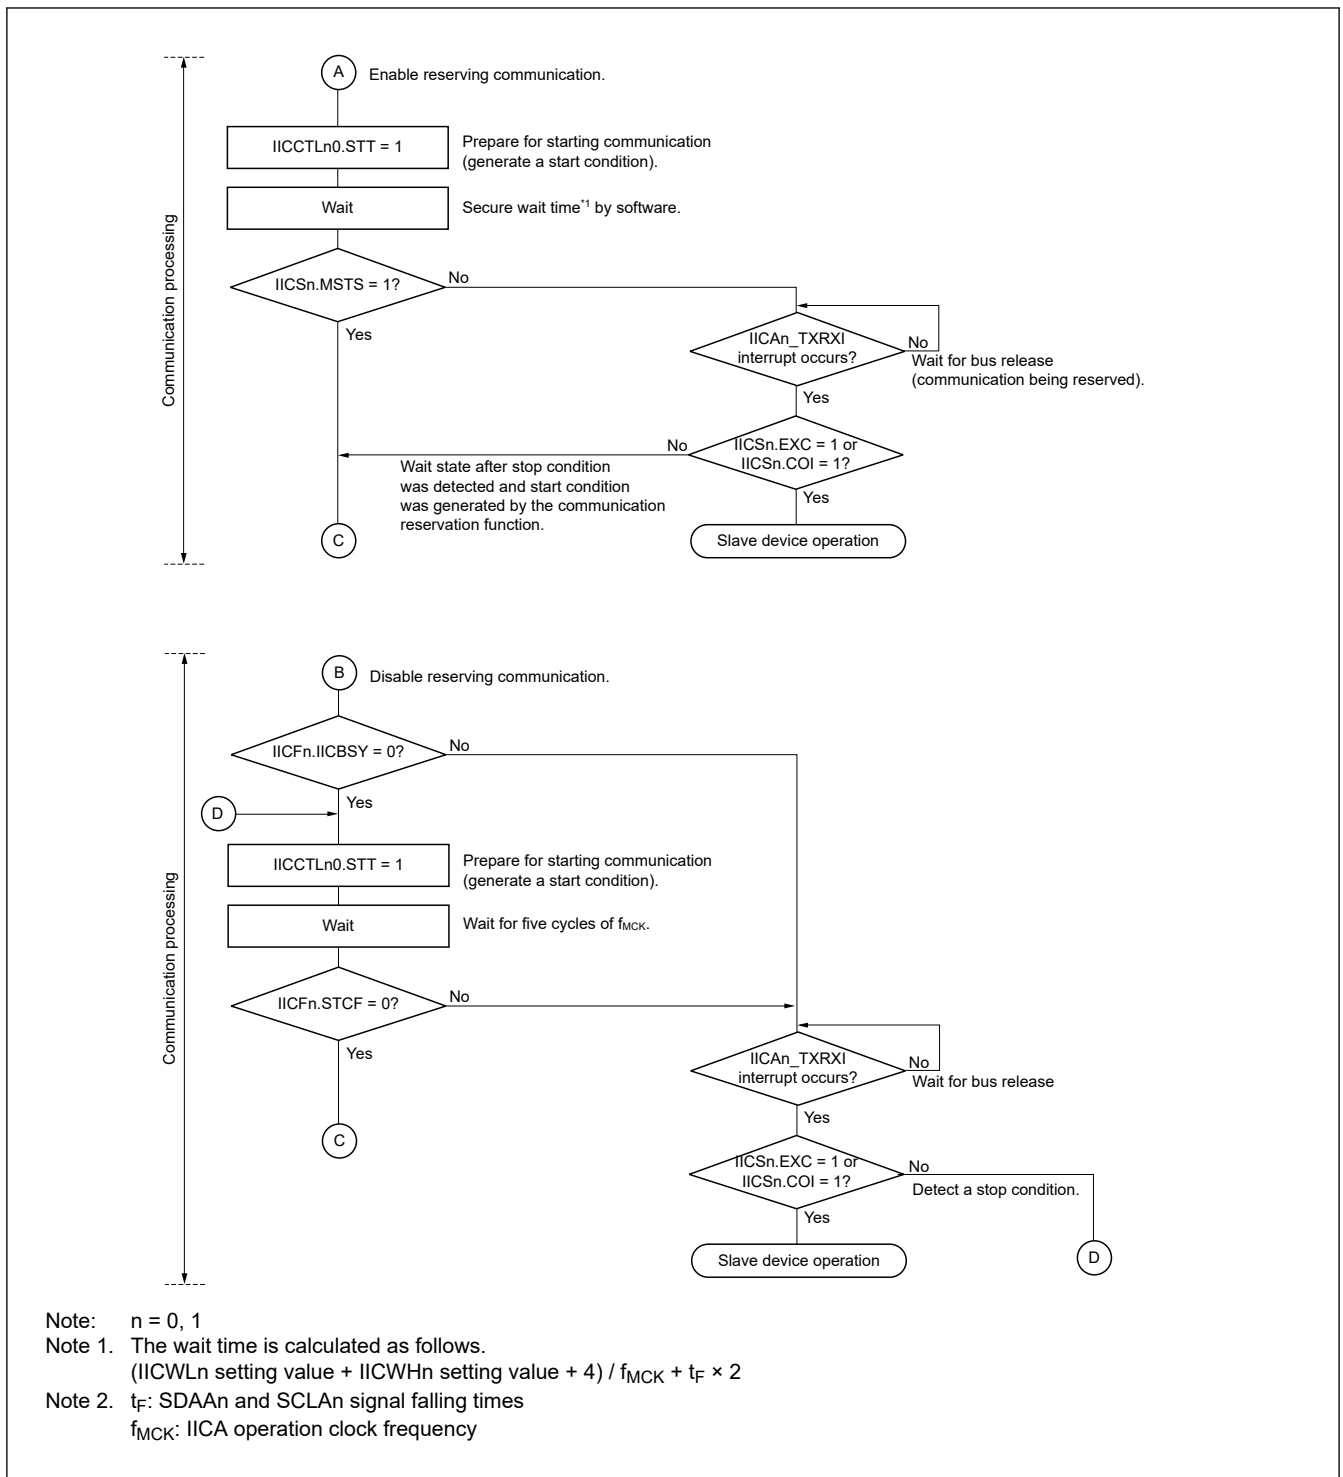 A
Enable reserving communication.
IICCTLn0.STT = 1
Prepare for starting communication
(generate a start condition).
Wait
Secure wait time*1 by software.
Communication processing
IICSn.MSTS = 1?
No
Yes
IICAn_TXRXI
interrupt occurs?
No
Wait for bus release
(communication being reserved).
Yes
IICSn.EXC = 1 or
IICSn.COI = 1?
No
Wait state after stop condition
was detected and start condition
was generated by the communication
reservation function.
Yes
C
Slave device operation
B
Disable reserving communication.
IICFn.IICBSY = 0?
No
Yes
D
IICCTLn0.STT = 1
Prepare for starting communication
(generate a start condition).
Communication processing
Wait
Wait for five cycles of fMCK.
IICFn.STCF = 0?
No
Yes
IICAn_TXRXI
interrupt occurs?
No
Wait for bus release
Yes
C
IICSn.EXC = 1 or
IICSn.COI = 1?
No
Detect a stop condition.
Yes
Slave device operation
D
Note: n = 0, 1
Note 1. The wait time is calculated as follows.
(IICWLn setting value + IICWHn setting value + 4) / fMCK + tF × 2
Note 2. tF: SDAAn and SCLAn signal falling times
fMCK: IICA operation clock frequency